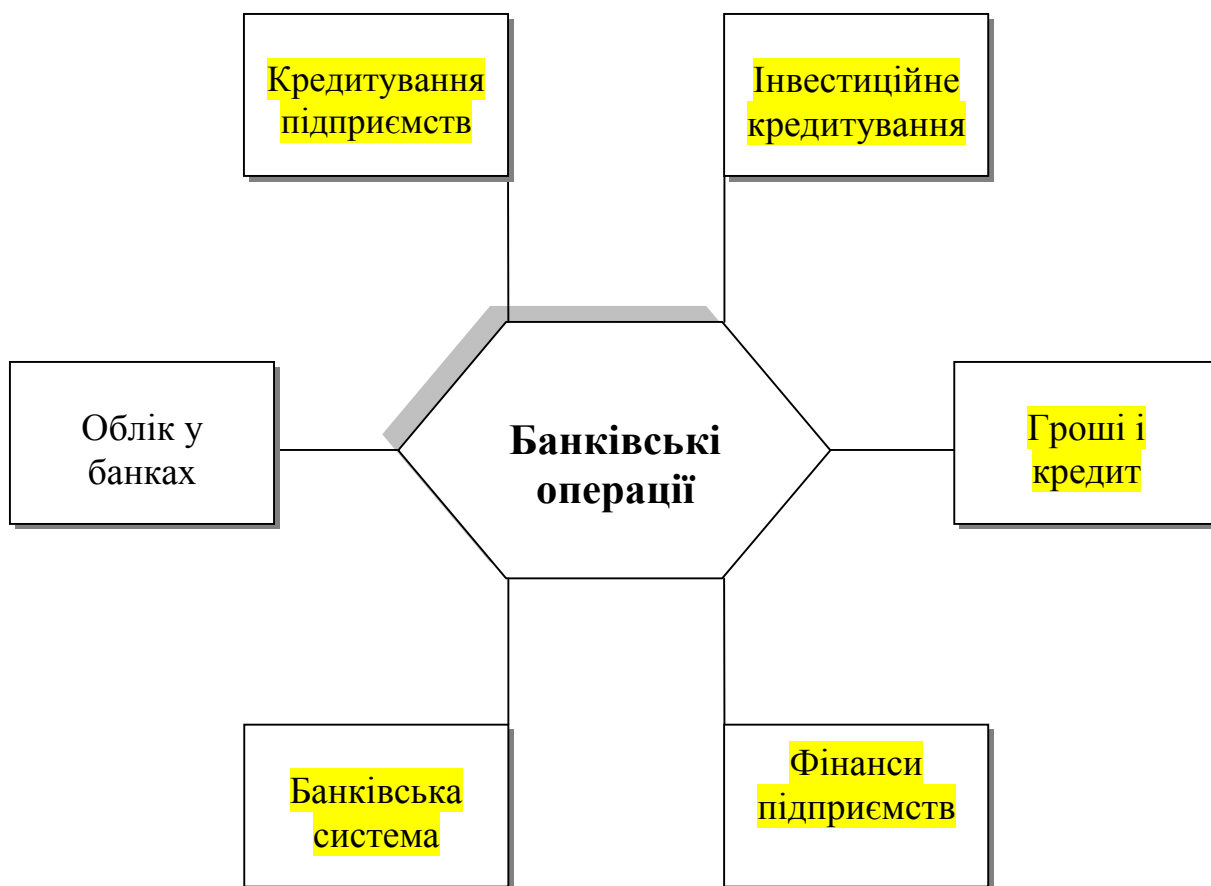 Кредитування
підприємств
Інвестиційне
кредитування
Облік у
банках
Банківські
операції
Гроші і
кредит
Банківська
система
Фінанси
підприємств